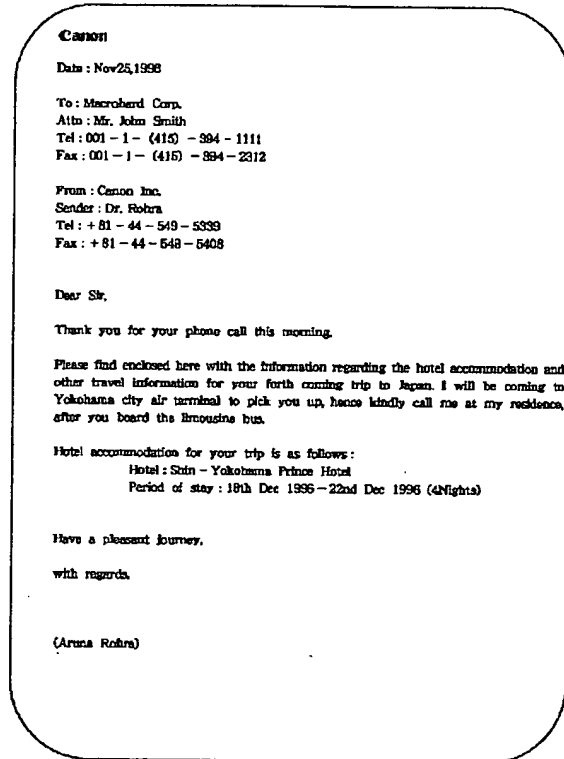 Canon
Date : Nov25,1996
To : Macrohard Corp.
Attn : Mr. John Smith
Tel : 001 - 1 - (415) - 394 - 1111
Fax : 001 - 1 - (415) - 394 - 2312
From : Canon Inc.
Sender : Dr. Rohra
Tel : + 81 - 44 - 549 - 5339
Fax : + 81 - 44 - 549 - 5408
Dear Sir,
Thank you for your phone call this morning.
Please find enclosed here with the information regarding the hotel accommodation and
other travel information for your forth coming trip to Japan. I will be coming to
Yokohama city air terminal to pick you up, hence kindly call me at my residence,
after you board the limousine bus.
Hotel accommodation for your trip is as follows :
Hotel : Shin - Yokohama Prince Hotel
Period of stay : 18th Dec 1996 - 22nd Dec 1996 (4Nights)
Have a pleasant journey.
with regards.
(Aruna Rohra)